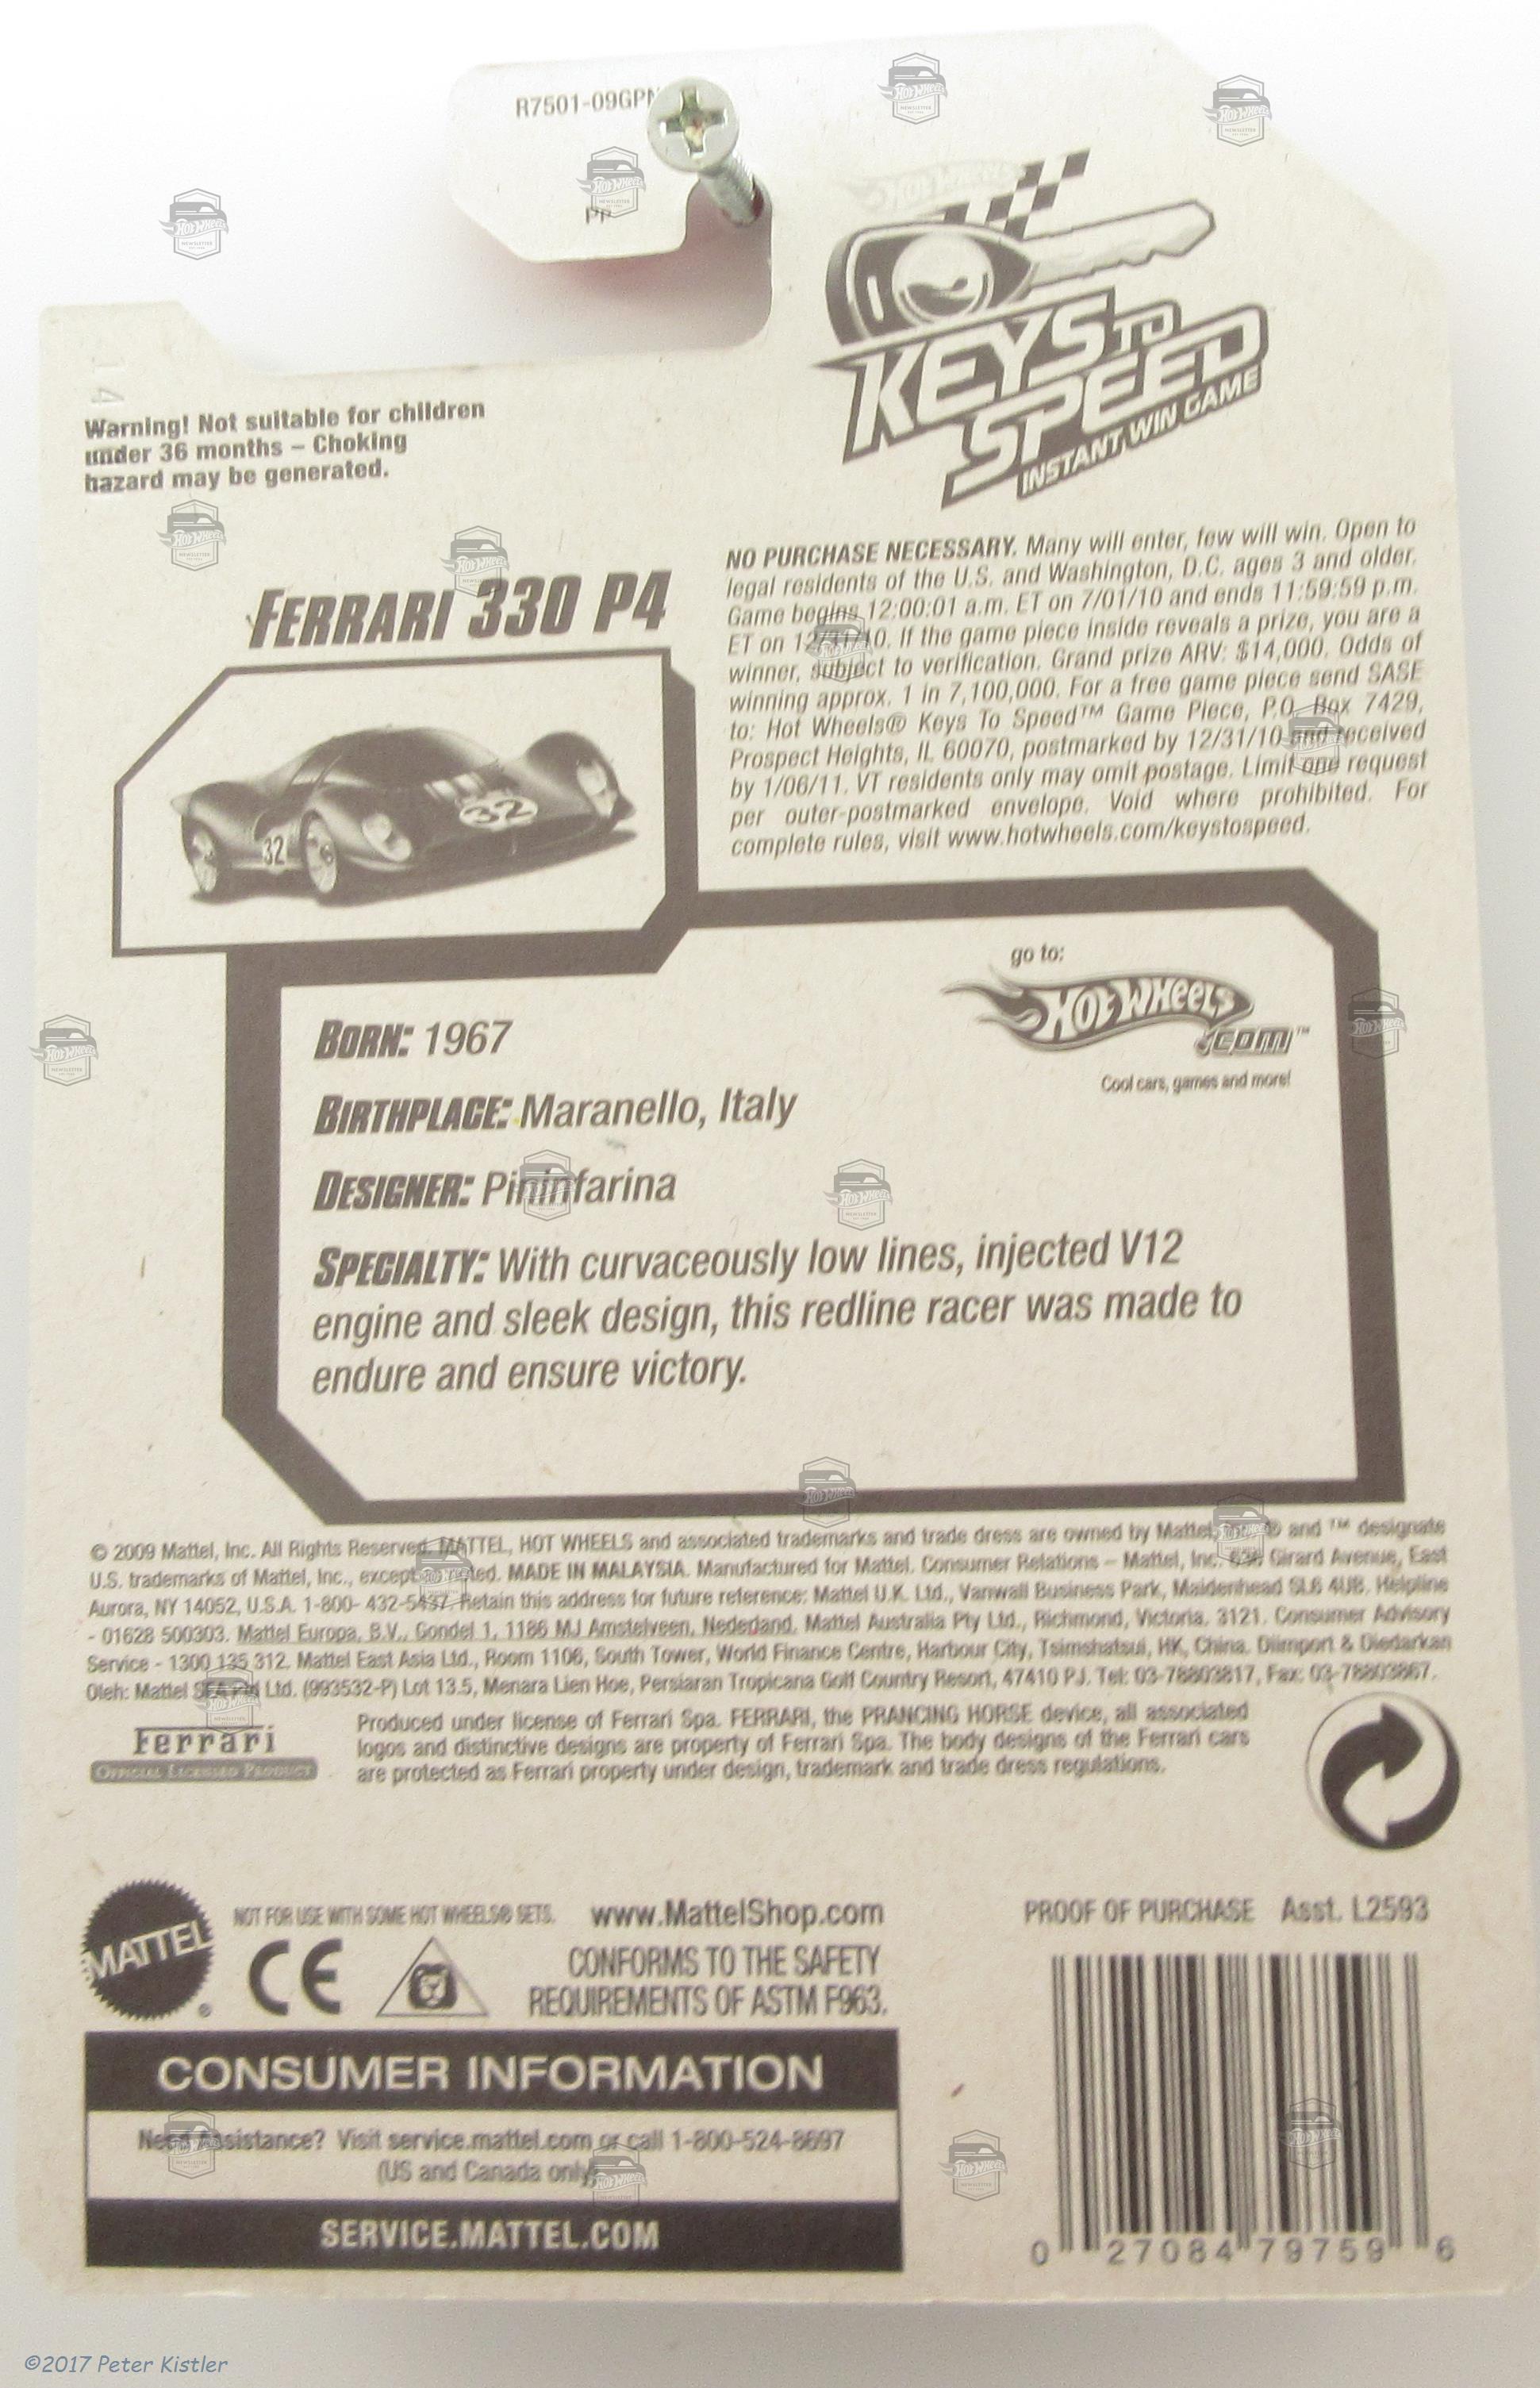 R7501-09GPN
PP
KEYS TO
SPEED
INSTANT WIN GAME
Warning! Not suitable for children
under 36 months – Choking
hazard may be generated.
NO PURCHASE NECESSARY. Many will enter, few will win. Open to
legal residents of the U.S. and Washington, D.C. ages 3 and older.
Game begins 12:00:01 a.m. ET on 7/01/10 and ends 11:59:59 p.m.
ET on 12/31/10. If the game piece inside reveals a prize, you are a
winner, subject to verification. Grand prize ARV: $14,000. Odds of
winning approx. 1 in 7,100,000. For a free game piece send SASE
to: Hot Wheels® Keys To Speed™ Game Piece, P.O. Box 7429,
Prospect Heights, IL 60070, postmarked by 12/31/10 and received
by 1/06/11. VT residents only may omit postage. Limit one request
per outer-postmarked envelope. Void where prohibited. For
complete rules, visit www.hotwheels.com/keystospeed.
FERRARI 330 P4
32
32
go to:
HOT WHEELS
.com™
Cool cars, games and more!
BORN: 1967
BIRTHPLACE: Maranello, Italy
DESIGNER: Pininfarina
SPECIALTY: With curvaceously low lines, injected V12
engine and sleek design, this redline racer was made to
endure and ensure victory.
© 2009 Mattel, Inc. All Rights Reserved. MATTEL, HOT WHEELS and associated trademarks and trade dress are owned by Mattel, ® and ™ designate
U.S. trademarks of Mattel, Inc., except as noted. MADE IN MALAYSIA. Manufactured for Mattel. Consumer Relations – Mattel, Inc. 636 Girard Avenue, East
Aurora, NY 14052, U.S.A. 1-800- 432-5437. Retain this address for future reference: Mattel U.K. Ltd., Vanwall Business Park, Maidenhead SL6 4UB. Helpline
- 01628 500303. Mattel Europa, B.V., Gondel 1, 1186 MJ Amstelveen, Nederland. Mattel Australia Pty Ltd., Richmond, Victoria. 3121. Consumer Advisory
Service - 1300 135 312. Mattel East Asia Ltd., Room 1106, South Tower, World Finance Centre, Harbour City, Tsimshatsui, HK, China. Diimport & Diedarkan
Oleh: Mattel SEA Ltd. (993532-P) Lot 13.5, Menara Lien Hoe, Persiaran Tropicana Golf Country Resort, 47410 PJ. Tel: 03-78803817, Fax: 03-78803867.
Ferrari
OFFICIAL LICENSED PRODUCT
Produced under license of Ferrari Spa. FERRARI, the PRANCING HORSE device, all associated
logos and distinctive designs are property of Ferrari Spa. The body designs of the Ferrari cars
are protected as Ferrari property under design, trademark and trade dress regulations.
MATTEL
®
NOT FOR USE WITH SOME HOT WHEELS® SETS.
www.MattelShop.com
CE
CONFORMS TO THE SAFETY
REQUIREMENTS OF ASTM F963.
PROOF OF PURCHASE Asst. L2593
CONSUMER INFORMATION
Need Assistance? Visit service.mattel.com or call 1-800-524-8697
(US and Canada only)
SERVICE.MATTEL.COM
0 27084 79759 6
©2017 Peter Kistler